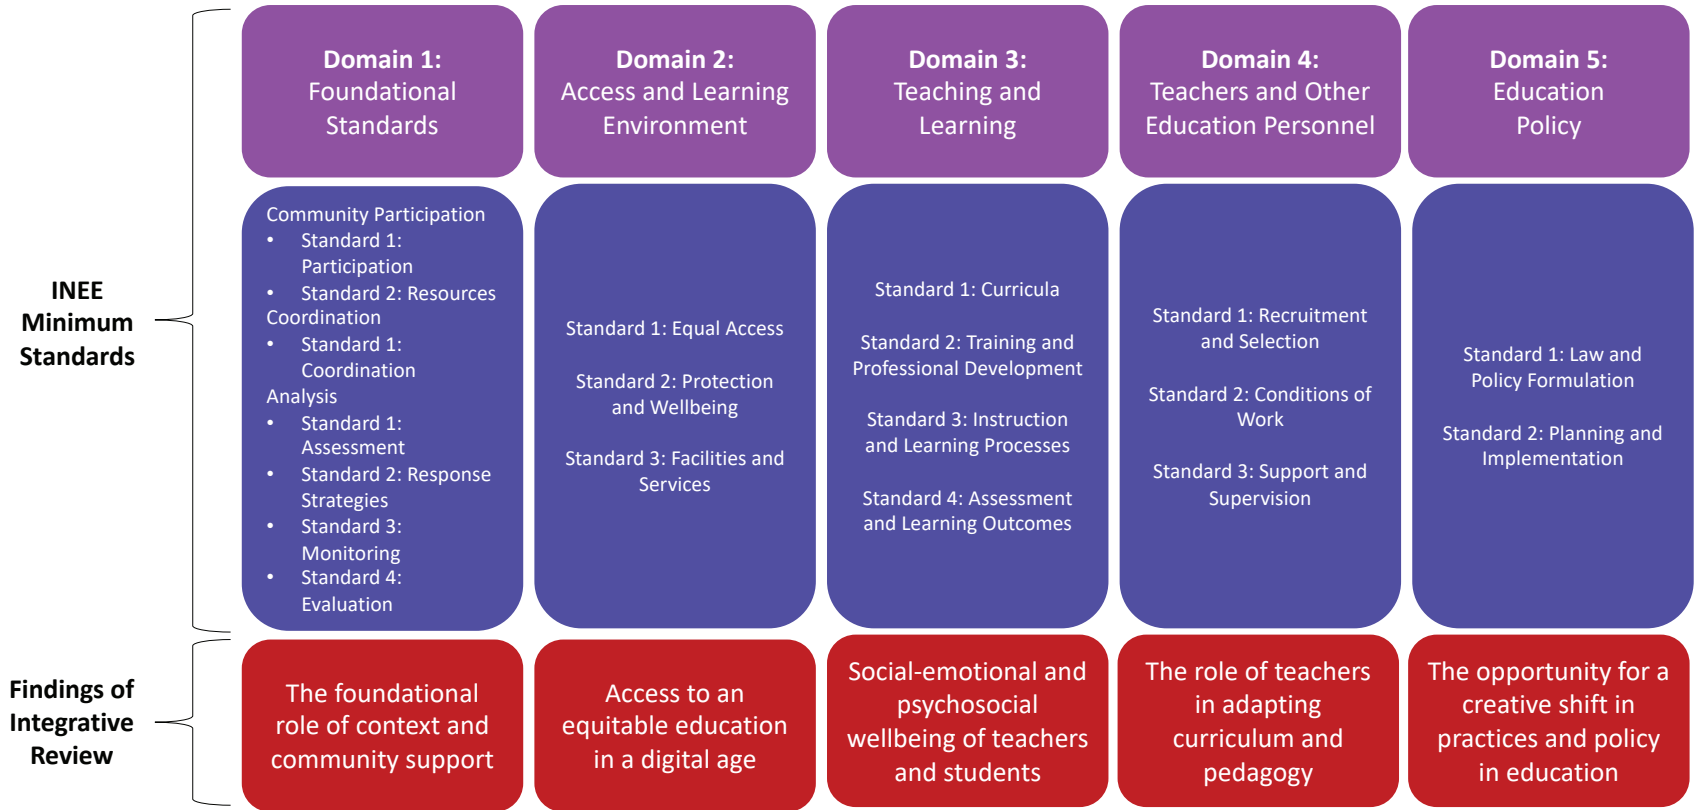 Domain 1:
Foundational
Standards
Domain 2:
Access and Learning
Environment
Domain 3:
Teaching and
Learning
Domain 4:
Teachers and Other
Education Personnel
Domain 5:
Education
Policy
INEE
Minimum
Standards
Community Participation
• Standard 1:
Participation
• Standard 2: Resources
Coordination
• Standard 1:
Coordination
Analysis
• Standard 1:
Assessment
• Standard 2: Response
Strategies
• Standard 3:
Monitoring
• Standard 4:
Evaluation
Standard 1: Equal Access
Standard 2: Protection
and Wellbeing
Standard 3: Facilities and
Services
Standard 1: Curricula
Standard 2: Training and
Professional Development
Standard 3: Instruction
and Learning Processes
Standard 4: Assessment
and Learning Outcomes
Standard 1: Recruitment
and Selection
Standard 2: Conditions of
Work
Standard 3: Support and
Supervision
Standard 1: Law and
Policy Formulation
Standard 2: Planning and
Implementation
Findings of
Integrative
Review
The foundational
role of context and
community support
Access to an
equitable education
in a digital age
Social-emotional and
psychosocial
wellbeing of teachers
and students
The role of teachers
in adapting
curriculum and
pedagogy
The opportunity for a
creative shift in
practices and policy
in education